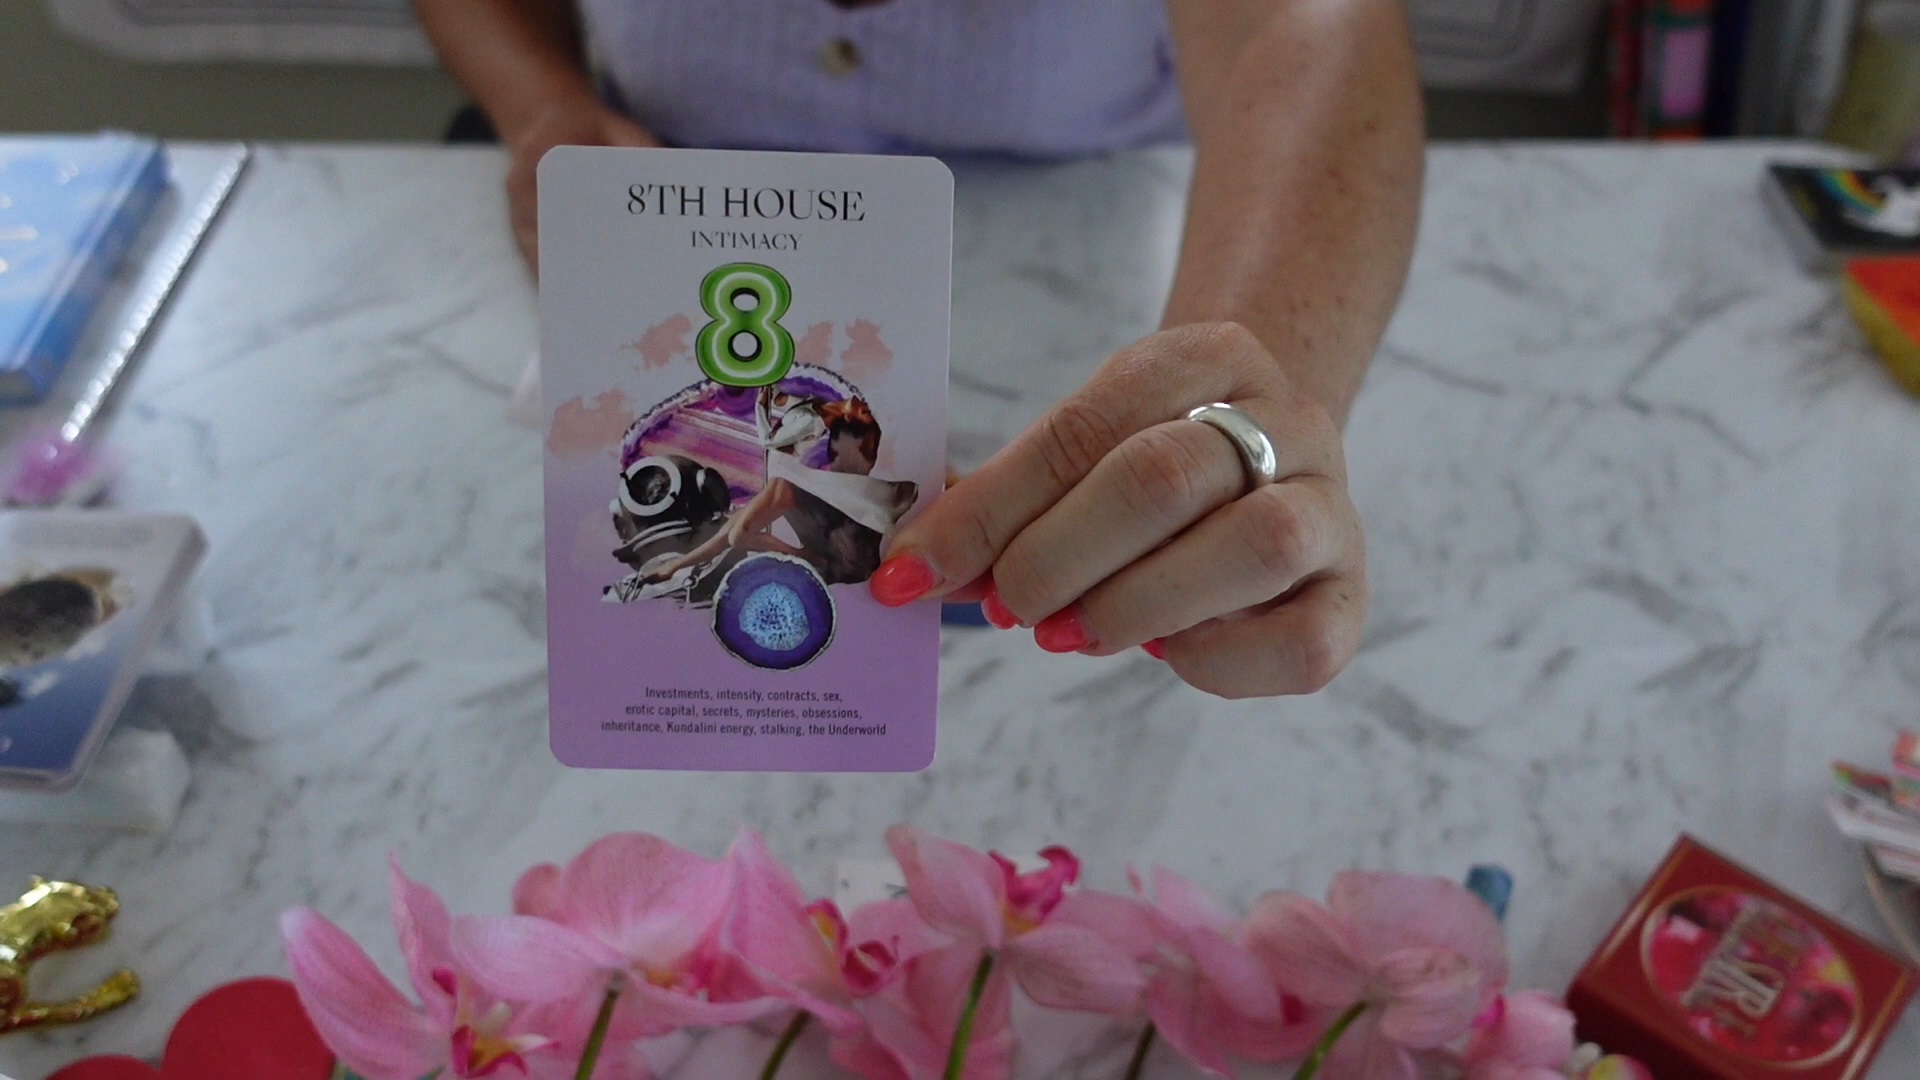 8TH HOUSE
INTIMACY
8
Investments, intensity, contracts, sex,
erotic capital, secrets, mysteries, obsessions,
inheritance, Kundalini energy, stalking, the Underworld